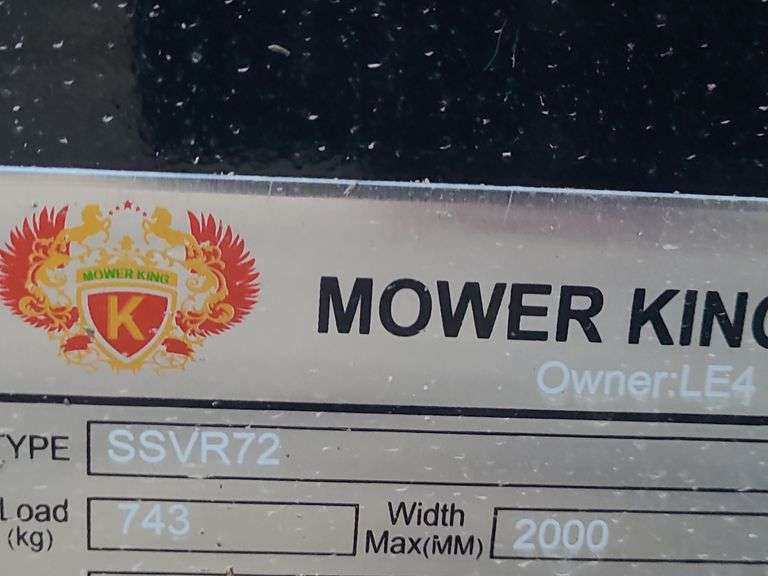 MOWER KING
K
MOWER KING
Owner:LE4
TYPE SSVR72
Load (kg) 743 Width Max(MM) 2000